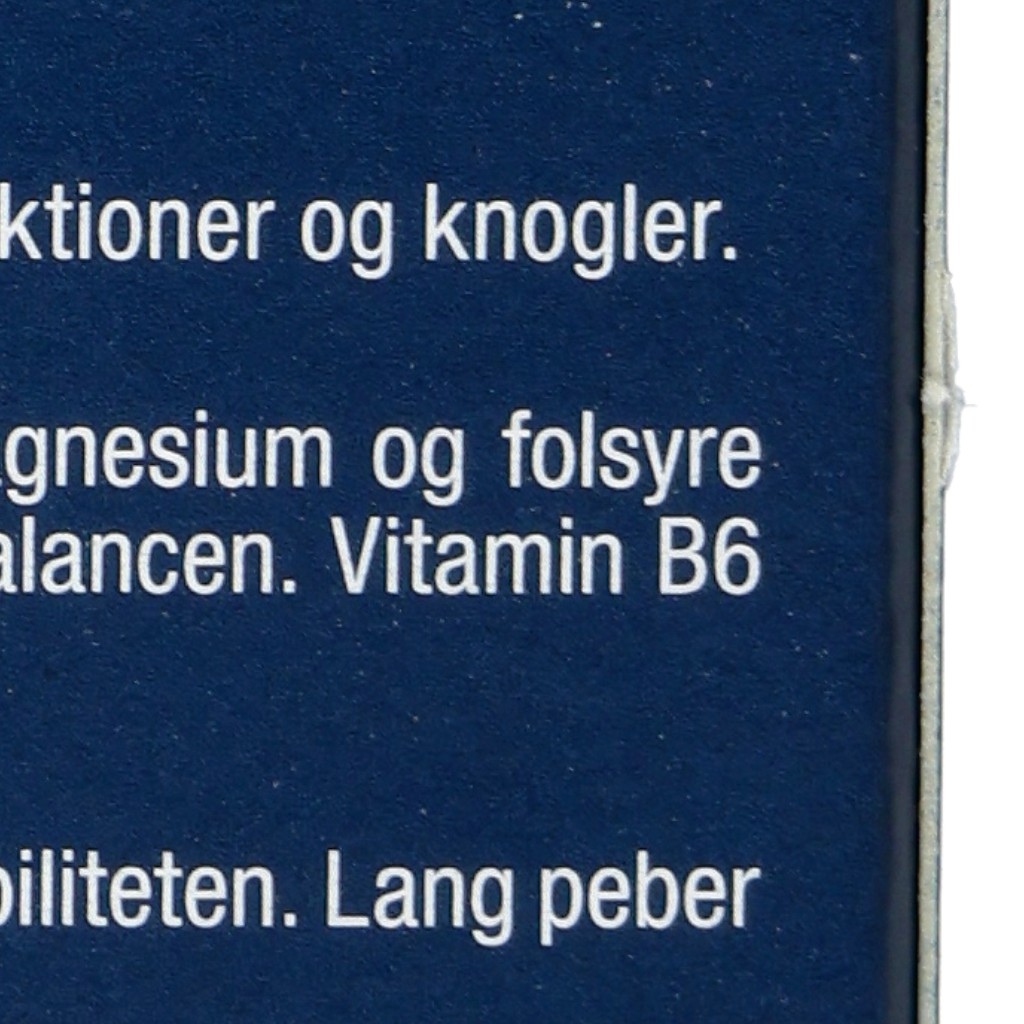 ktioner og knogler.
gnesium og folsyre
alancen. Vitamin B6
biliteten. Lang peber